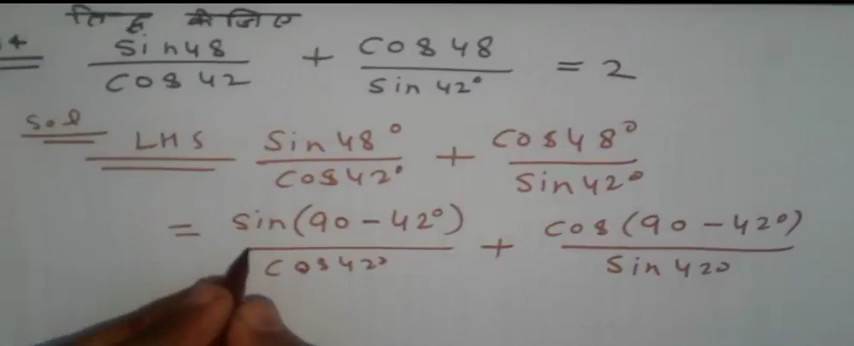 सिद्ध कीजिए
sin48/cos42 + cos48/sin42° = 2
Sol LHS sin48°/cos42° + cos48°/sin42°
= sin(90-42°)/cos42° + cos(90-42°)/sin42°